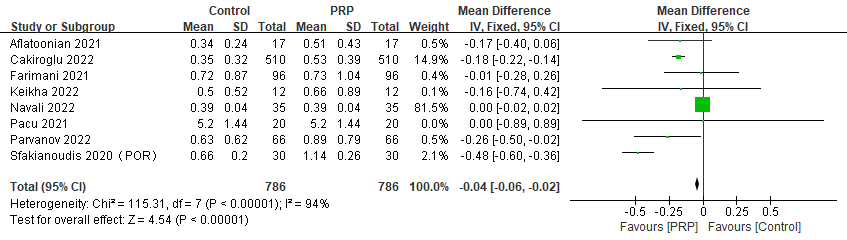 Control PRP Mean Difference Mean Difference
Study or Subgroup Mean SD Total Mean SD Total Weight IV, Fixed, 95% CI IV, Fixed, 95% CI
Aflatoonian 2021 0.34 0.24 17 0.51 0.43 17 0.5% -0.17 [-0.40, 0.06]
Cakiroglu 2022 0.35 0.32 510 0.53 0.39 510 14.9% -0.18 [-0.22, -0.14]
Farimani 2021 0.72 0.87 96 0.73 1.04 96 0.4% -0.01 [-0.28, 0.26]
Keikha 2022 0.5 0.52 12 0.66 0.89 12 0.1% -0.16 [-0.74, 0.42]
Navali 2022 0.39 0.04 35 0.39 0.04 35 81.5% 0.00 [-0.02, 0.02]
Pacu 2021 5.2 1.44 20 5.2 1.44 20 0.0% 0.00 [-0.89, 0.89]
Parvanov 2022 0.63 0.62 66 0.89 0.79 66 0.6% -0.26 [-0.50, -0.02]
Sfakianoudis 2020 (POR) 0.66 0.2 30 1.14 0.26 30 2.1% -0.48 [-0.60, -0.36]
Total (95% CI) 786 786 100.0% -0.04 [-0.06, -0.02]
Heterogeneity: Chi² = 115.31, df = 7 (P < 0.00001); I² = 94%
Test for overall effect: Z = 4.54 (P < 0.00001)
-0.5 -0.25 0 0.25 0.5
Favours [PRP] Favours [Control]